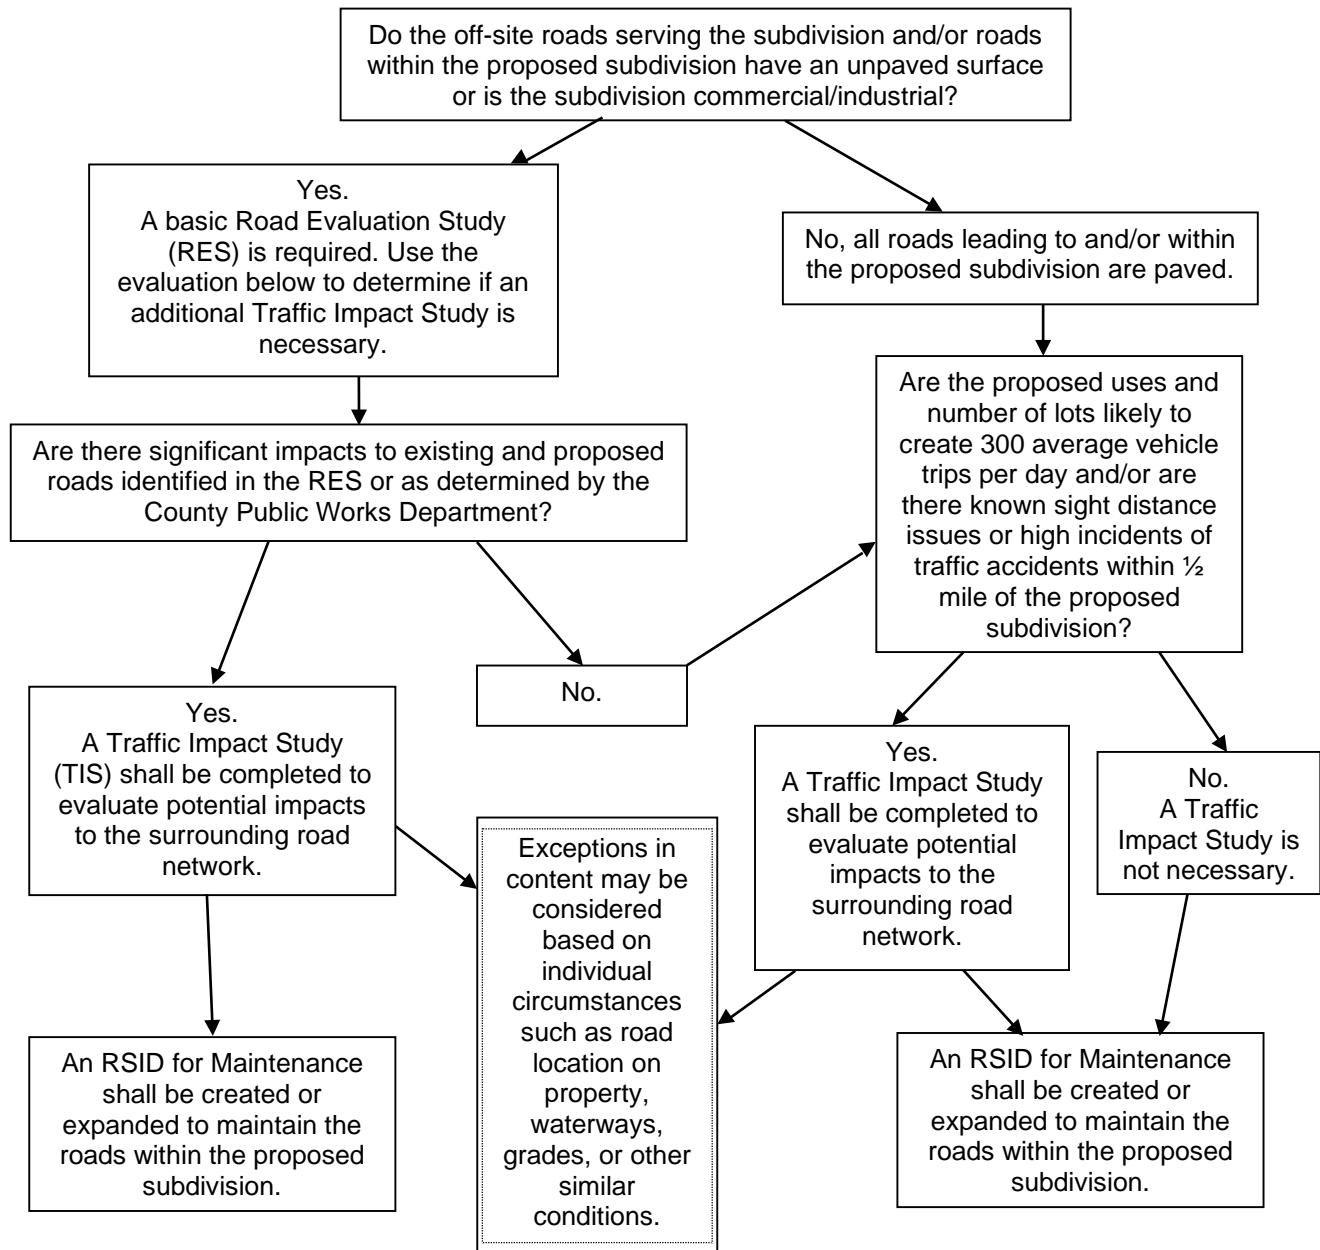 Do the off-site roads serving the subdivision and/or roads
within the proposed subdivision have an unpaved surface
or is the subdivision commercial/industrial?
Yes.
A basic Road Evaluation Study
(RES) is required. Use the
evaluation below to determine if an
additional Traffic Impact Study is
necessary.
No, all roads leading to and/or within
the proposed subdivision are paved.
Are there significant impacts to existing and proposed
roads identified in the RES or as determined by the
County Public Works Department?
Are the proposed uses and
number of lots likely to
create 300 average vehicle
trips per day and/or are
there known sight distance
issues or high incidents of
traffic accidents within ½
mile of the proposed
subdivision?
Yes.
A Traffic Impact Study
(TIS) shall be completed to
evaluate potential impacts
to the surrounding road
network.
No.
Yes.
A Traffic Impact Study
shall be completed to
evaluate potential
impacts to the
surrounding road
network.
No.
A Traffic
Impact Study is
not necessary.
Exceptions in
content may be
considered
based on
individual
circumstances
such as road
location on
property,
waterways,
grades, or other
similar
conditions.
An RSID for Maintenance
shall be created or
expanded to maintain the
roads within the proposed
subdivision.
An RSID for Maintenance
shall be created or
expanded to maintain the
roads within the proposed
subdivision.